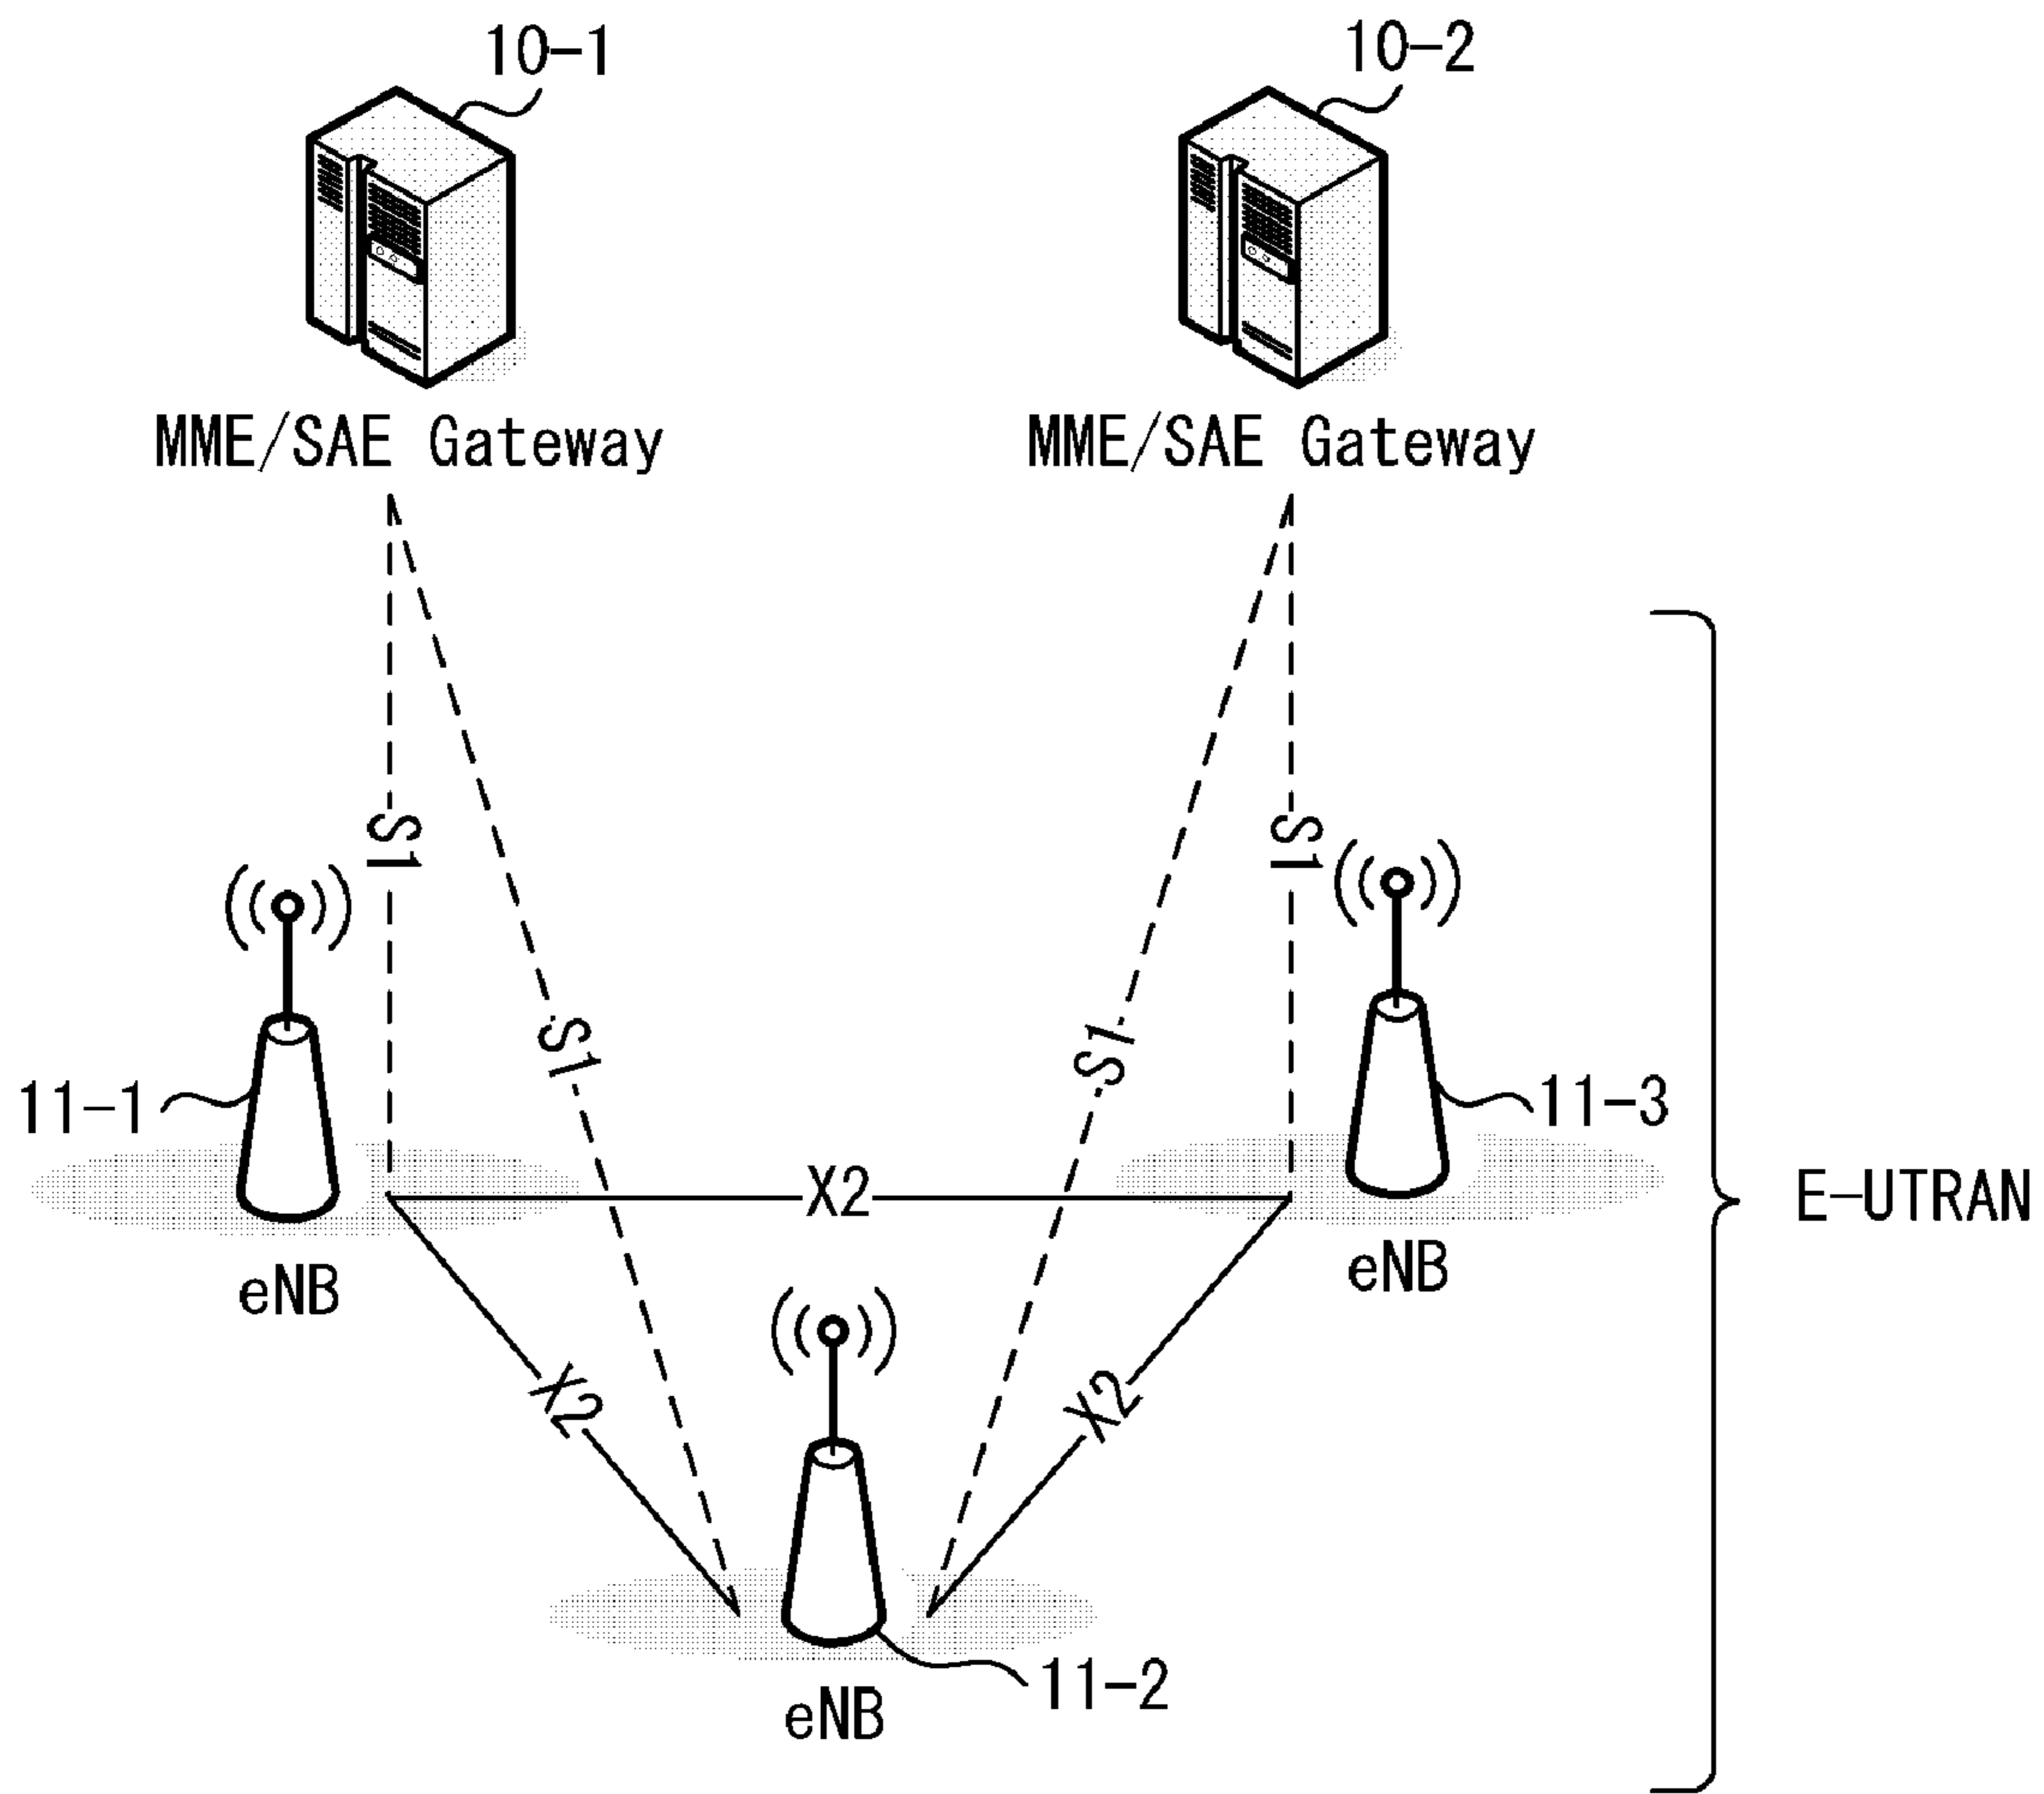 10-1
10-2
MME/SAE Gateway
MME/SAE Gateway
S1
S1
S1
S1
11-1
11-3
X2
E-UTRAN
eNB
eNB
X2
X2
11-2
eNB